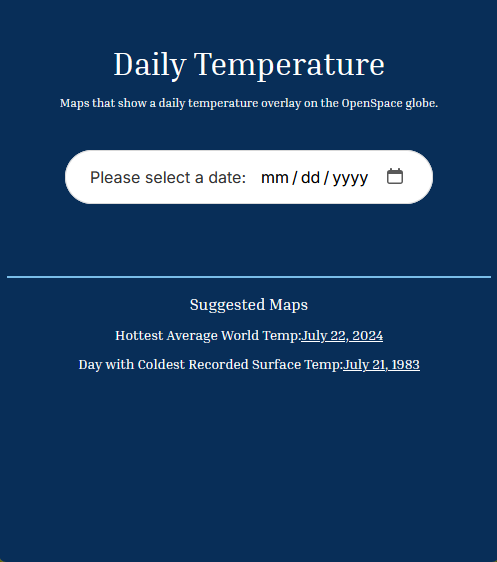 Daily Temperature
Maps that show a daily temperature overlay on the OpenSpace globe.
Please select a date: mm/dd/yyyy
Suggested Maps
Hottest Average World Temp:July 22, 2024
Day with Coldest Recorded Surface Temp:July 21, 1983